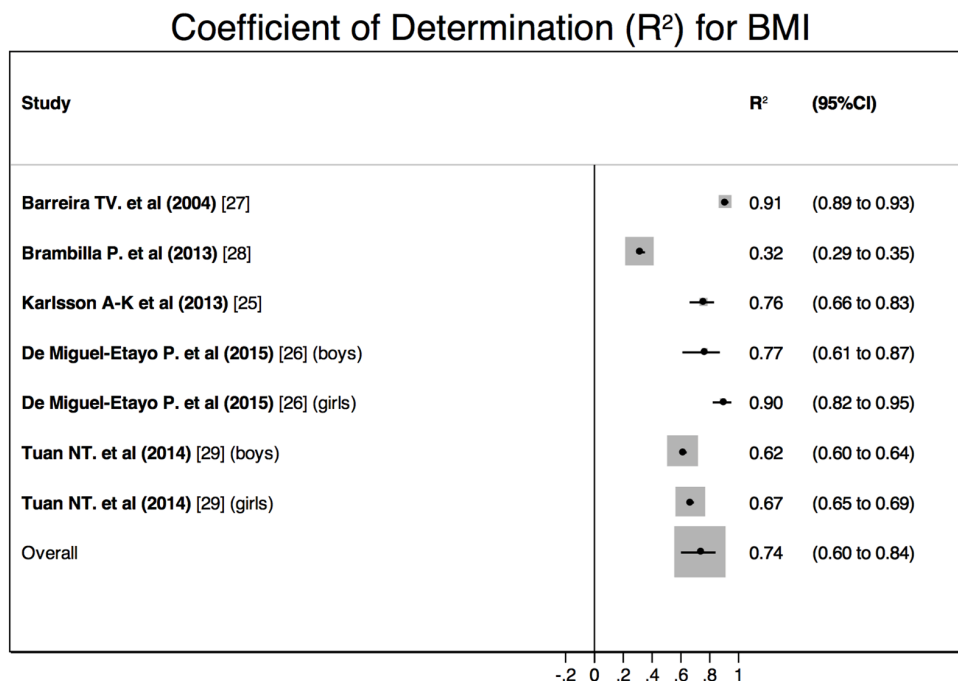 Coefficient of Determination (R²) for BMI
Study R² (95%CI)
Barreira TV. et al (2004) [27] 0.91 (0.89 to 0.93)
Brambilla P. et al (2013) [28] 0.32 (0.29 to 0.35)
Karlsson A-K et al (2013) [25] 0.76 (0.66 to 0.83)
De Miguel-Etayo P. et al (2015) [26] (boys) 0.77 (0.61 to 0.87)
De Miguel-Etayo P. et al (2015) [26] (girls) 0.90 (0.82 to 0.95)
Tuan NT. et al (2014) [29] (boys) 0.62 (0.60 to 0.64)
Tuan NT. et al (2014) [29] (girls) 0.67 (0.65 to 0.69)
Overall 0.74 (0.60 to 0.84)
-.2 0 .2 .4 .6 .8 1